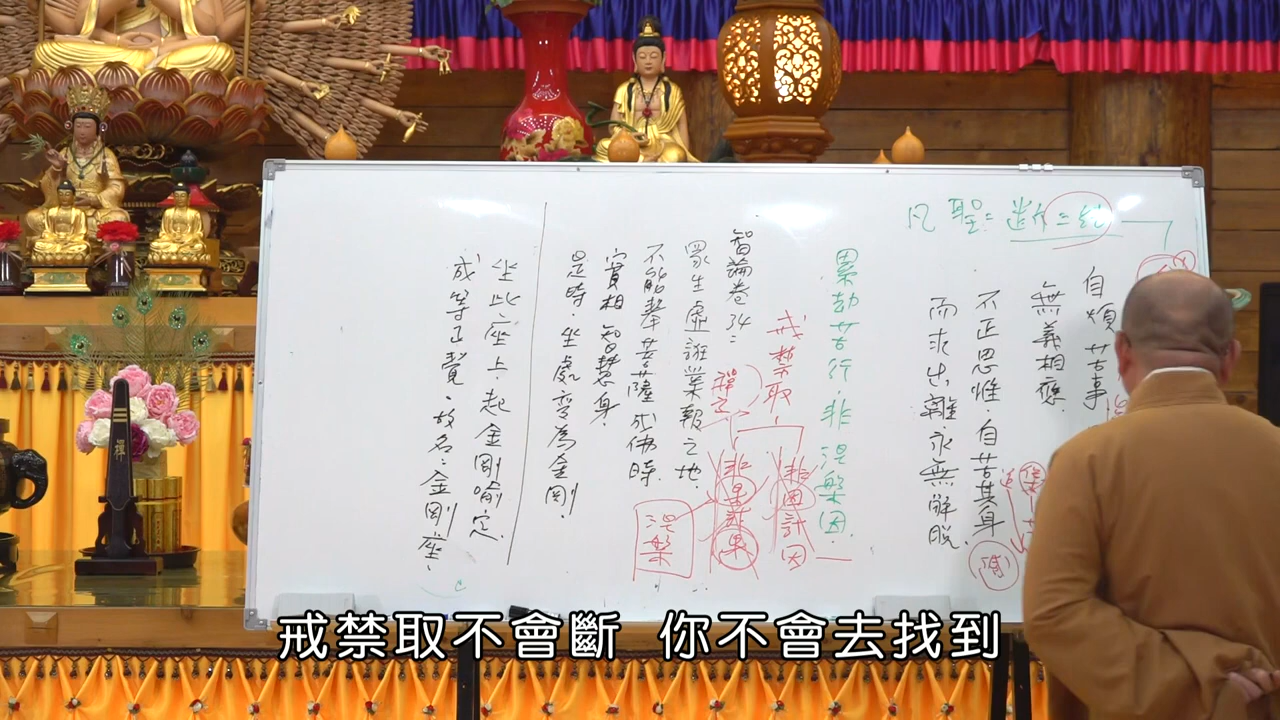 凡聖：斷三結
自煩苦事
無義相應
不正思惟．自苦其身
而求出離．永無解脫．
累劫苦行．非涅槃因．
戒禁取
非因計因
非果計果
涅槃
智論卷34：
眾生虛誑業報之地．
不能舉菩薩成佛時．
實相智慧身．
是時．坐處變為金剛．
坐此座上．起金剛喻定．
成等正覺．故名：金剛座．
禪
戒禁取不會斷 你不會去找到